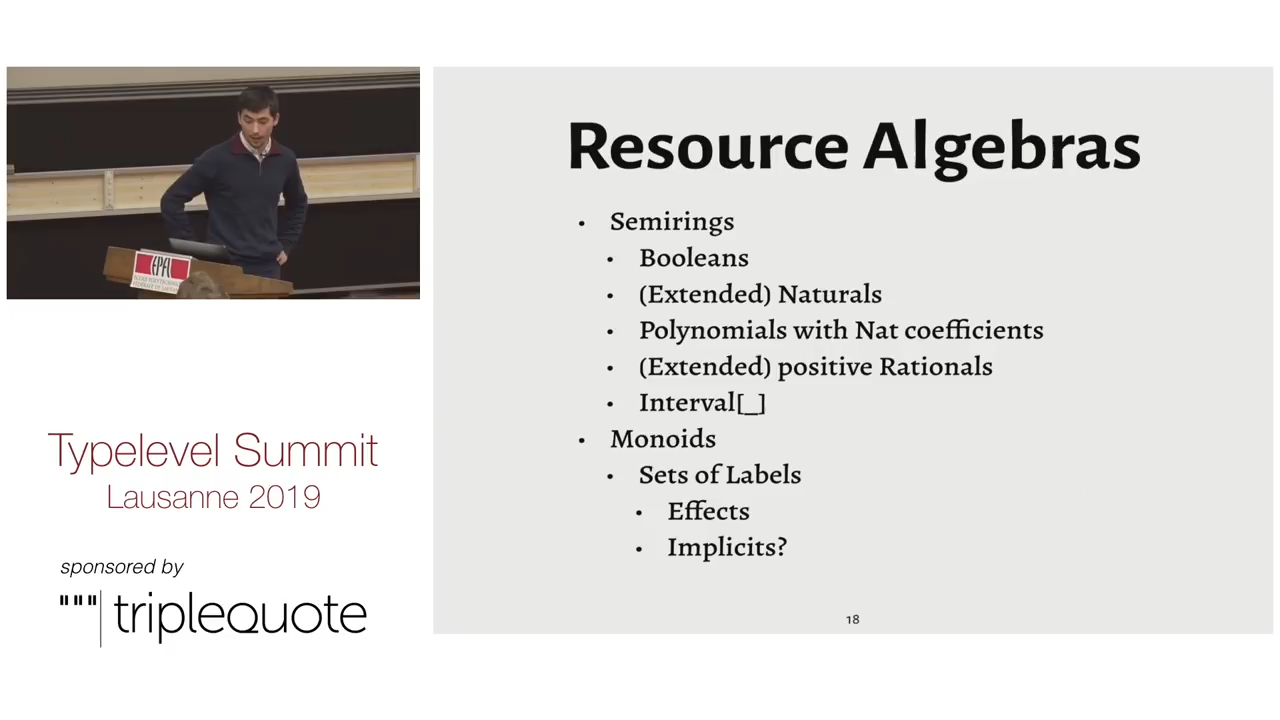 Resource Algebras
• Semirings
• Booleans
• (Extended) Naturals
• Polynomials with Nat coefficients
• (Extended) positive Rationals
• Interval[_]
• Monoids
• Sets of Labels
• Effects
• Implicits?
18
EPFL
Typelevel Summit
Lausanne 2019
sponsored by
"""|triplequote